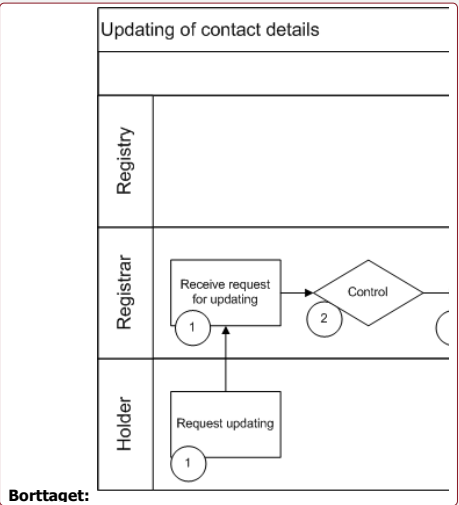 Updating of contact details
Registry
Registrar
Receive request
for updating
1
Control
2
Holder
Request updating
1
Borttaget: